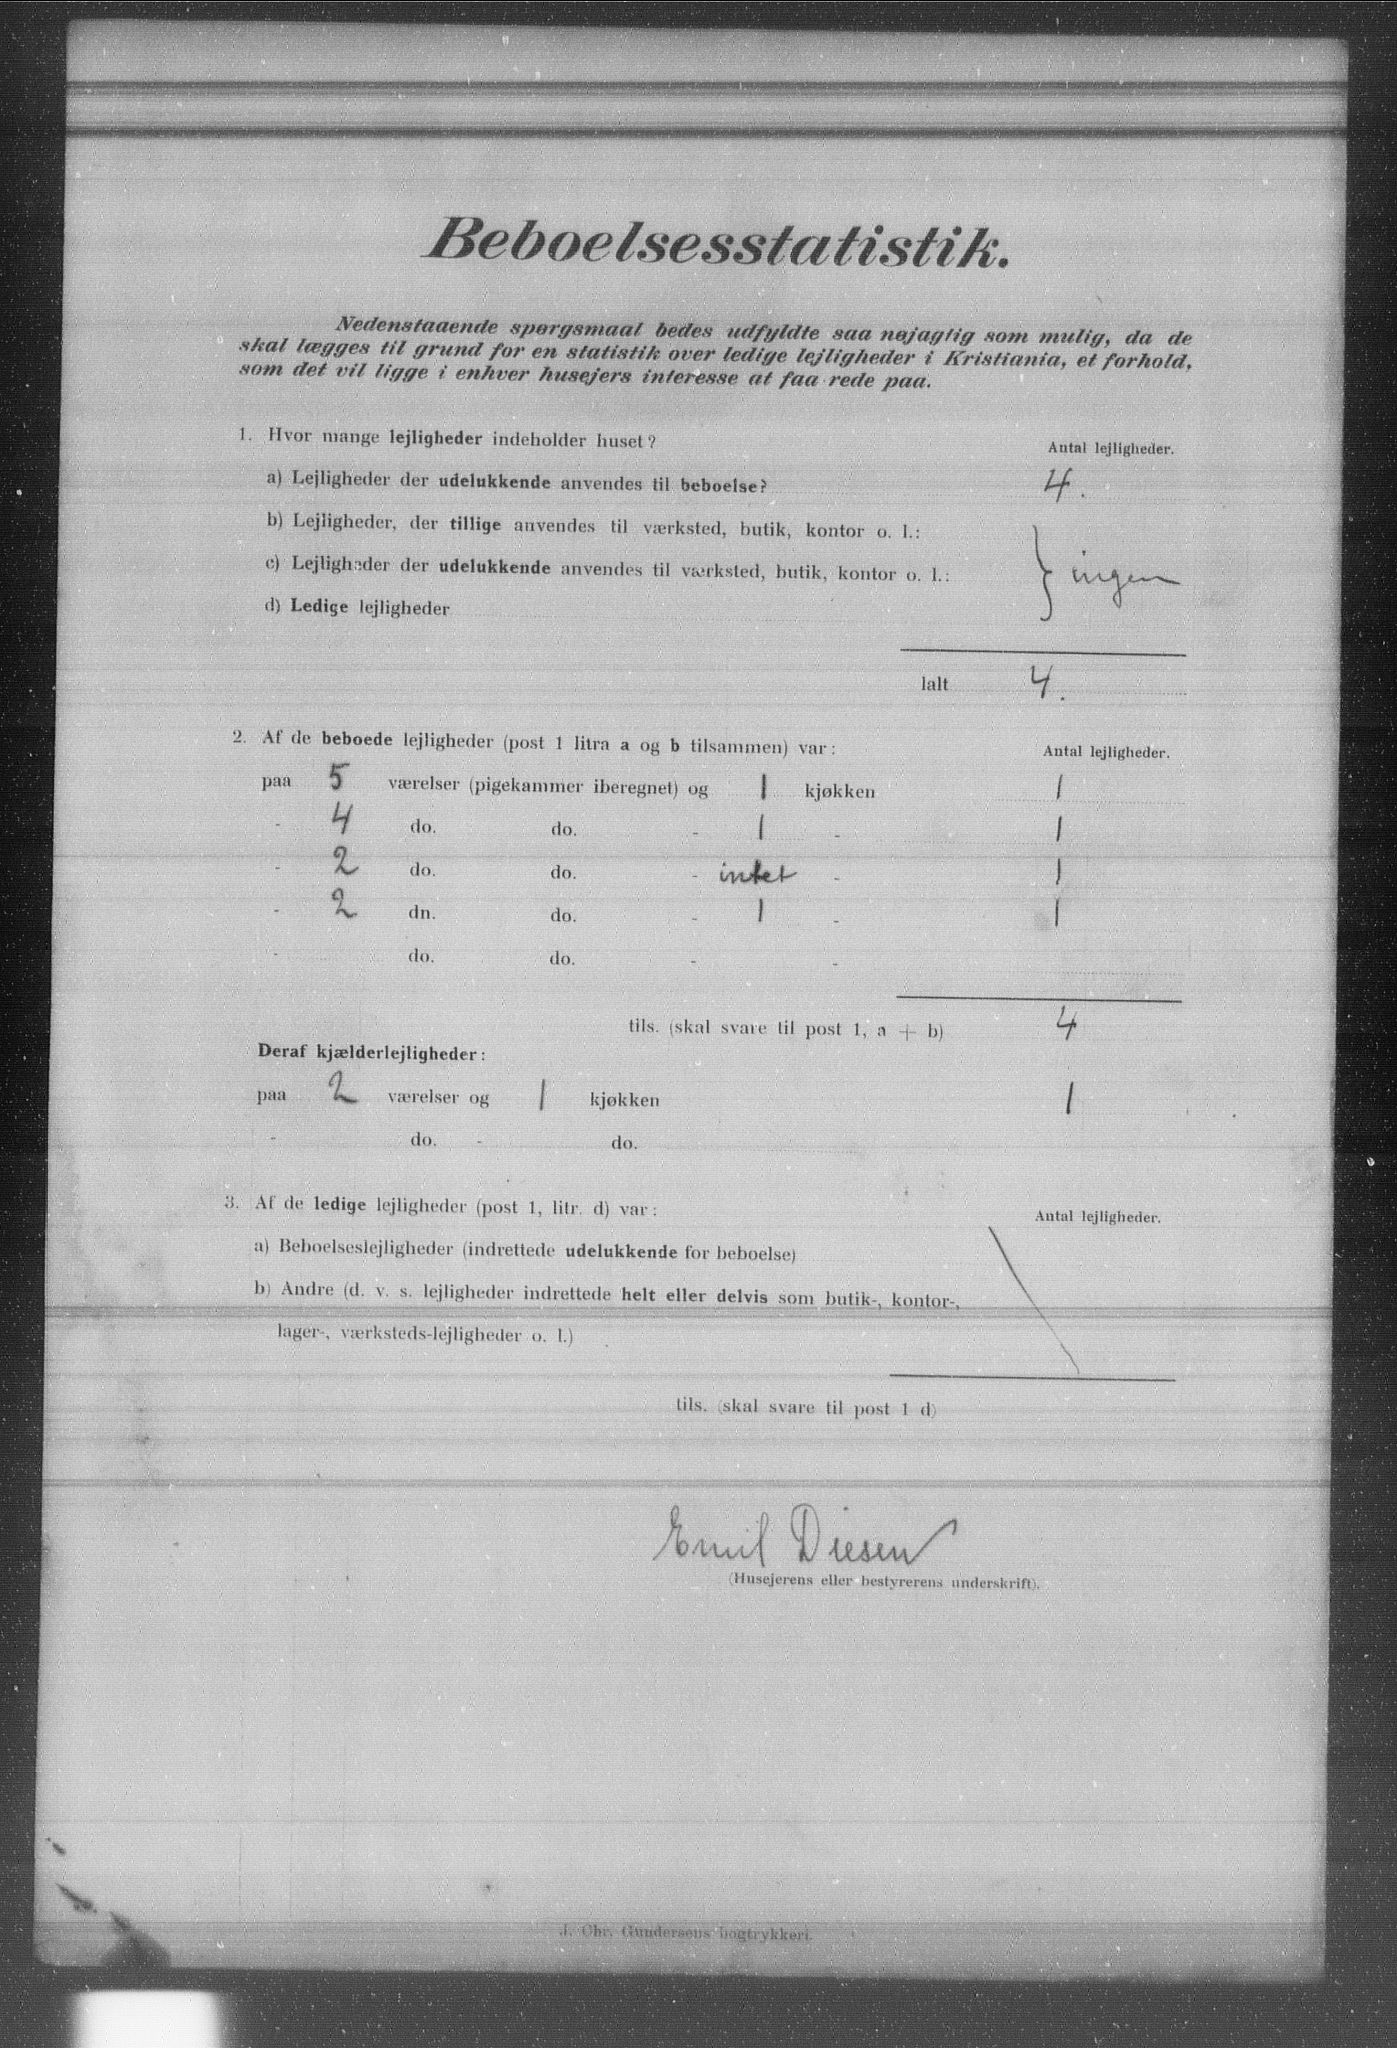 Beboelsesstatistik.
Nedenstaaende spørgsmaal bedes udfyldte saa nøjagtig som mulig, da de
skal lægges til grund for en statistik over ledige lejligheder i Kristiania, et forhold,
som det vil ligge i enhver husejers interesse at faa rede paa.
1. Hvor mange lejligheder indeholder huset?
Antal lejligheder.
a) Lejligheder der udelukkende anvendes til beboelse? 4.
b) Lejligheder, der tillige anvendes til værksted, butik, kontor o. l.:
c) Lejligheder der udelukkende anvendes til værksted, butik, kontor o. l.: } ingen
d) Ledige lejligheder
Ialt 4.
2. Af de beboede lejligheder (post 1 litra a og b tilsammen) var: Antal lejligheder.
paa 5 værelser (pigekammer iberegnet) og 1 kjøkken 1
- 4 do. do. - 1 - 1
- 2 do. do. - intet - 1
- 2 dn. do. - 1 - 1
- do. do. - -
tils. (skal svare til post 1, a + b) 4
Deraf kjælderlejligheder:
paa 2 værelser og 1 kjøkken 1
- do. - do.
3. Af de ledige lejligheder (post 1, litr. d) var: Antal lejligheder.
a) Beboelseslejligheder (indrettede udelukkende for beboelse)
b) Andre (d. v. s. lejligheder indrettede helt eller delvis som butik-, kontor-,
lager-, værksteds-lejligheder o. l.)
tils. (skal svare til post 1 d)
Emil Diesen
(Husejerens eller bestyrerens underskrift).
J. Chr. Gundersens bogtrykkeri.